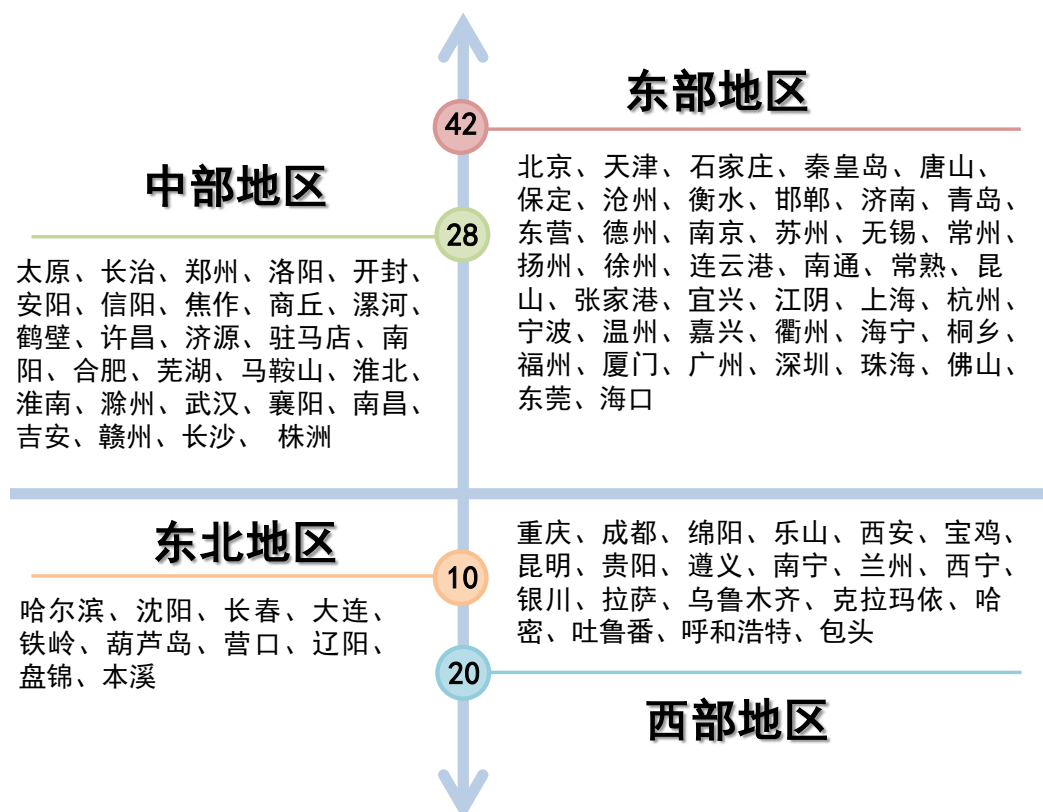 东部地区
42
北京、天津、石家庄、秦皇岛、唐山、
保定、沧州、衡水、邯郸、济南、青岛、
东营、德州、南京、苏州、无锡、常州、
扬州、徐州、连云港、南通、常熟、昆
山、张家港、宜兴、江阴、上海、杭州、
宁波、温州、嘉兴、衢州、海宁、桐乡、
福州、厦门、广州、深圳、珠海、佛山、
东莞、海口
中部地区
28
太原、长治、郑州、洛阳、开封、
安阳、信阳、焦作、商丘、漯河、
鹤壁、许昌、济源、驻马店、南
阳、合肥、芜湖、马鞍山、淮北、
淮南、滁州、武汉、襄阳、南昌、
吉安、赣州、长沙、 株洲
东北地区
10
哈尔滨、沈阳、长春、大连、
铁岭、葫芦岛、营口、辽阳、
盘锦、本溪
重庆、成都、绵阳、乐山、西安、宝鸡、
昆明、贵阳、遵义、南宁、兰州、西宁、
银川、拉萨、乌鲁木齐、克拉玛依、哈
密、吐鲁番、呼和浩特、包头
20
西部地区